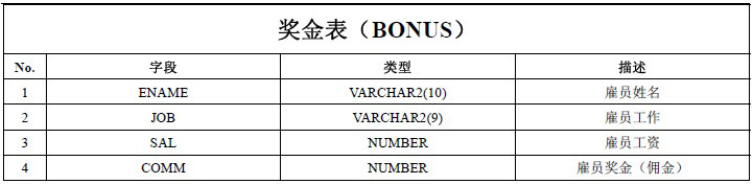 奖金表（BONUS）
No. 字段 类型 描述
1 ENAME VARCHAR2(10) 雇员姓名
2 JOB VARCHAR2(9) 雇员工作
3 SAL NUMBER 雇员工资
4 COMM NUMBER 雇员奖金（佣金）